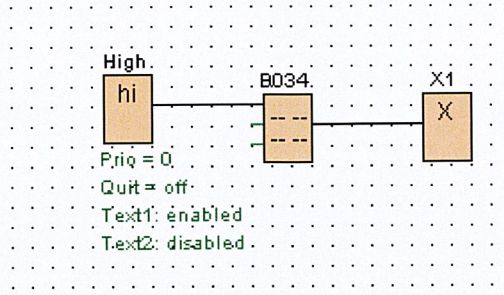 High
hi
B034
X1
X
Prio = 0
Quit = off
Text1: enabled
Text2: disabled